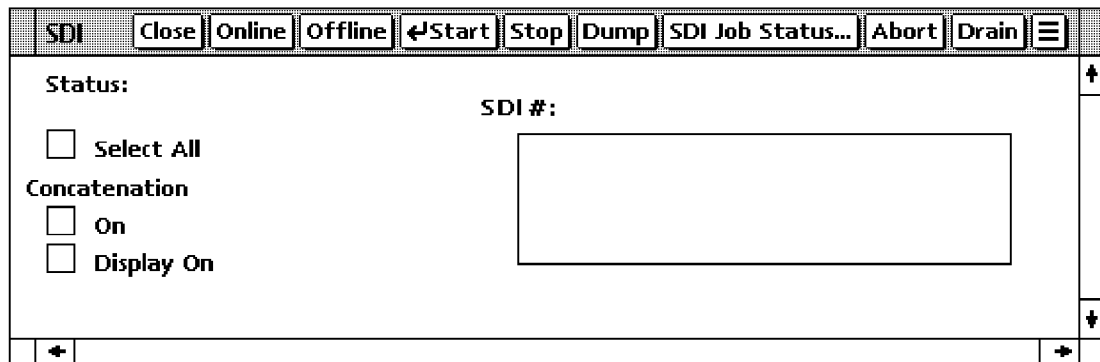 SDI Close Online Offline ↵Start Stop Dump SDI Job Status... Abort Drain
Status:
SDI #:
Select All
Concatenation
On
Display On